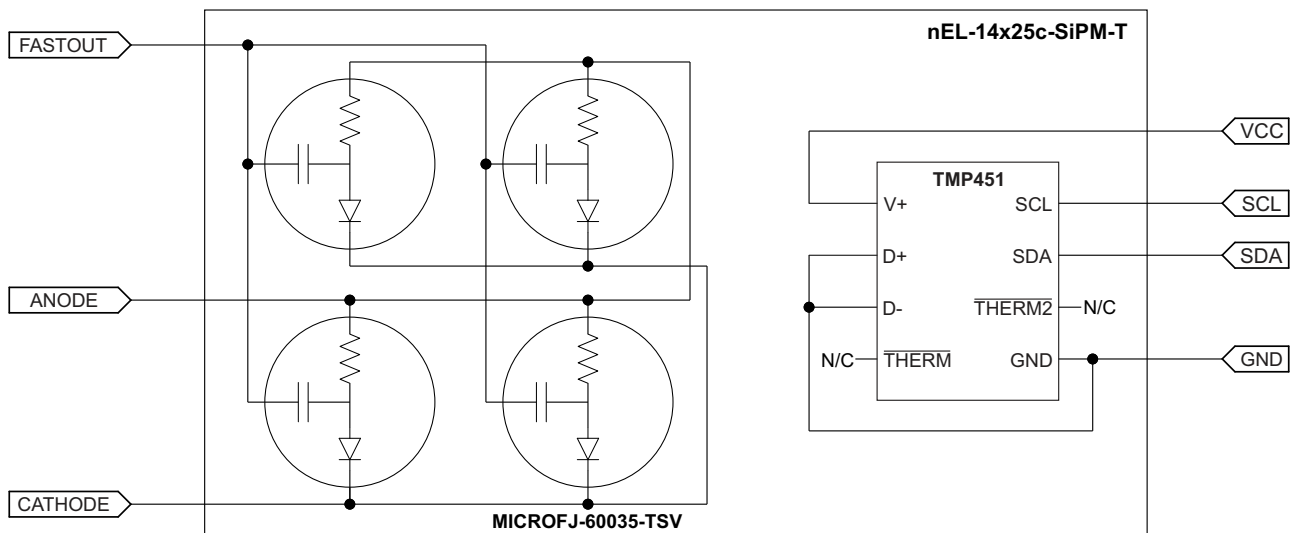 nEL-14x25c-SiPM-T
FASTOUT
ANODE
CATHODE
MICROFJ-60035-TSV
TMP451
V+ SCL
D+ SDA
D- THERM2 N/C
N/C THERM GND
VCC
SCL
SDA
GND